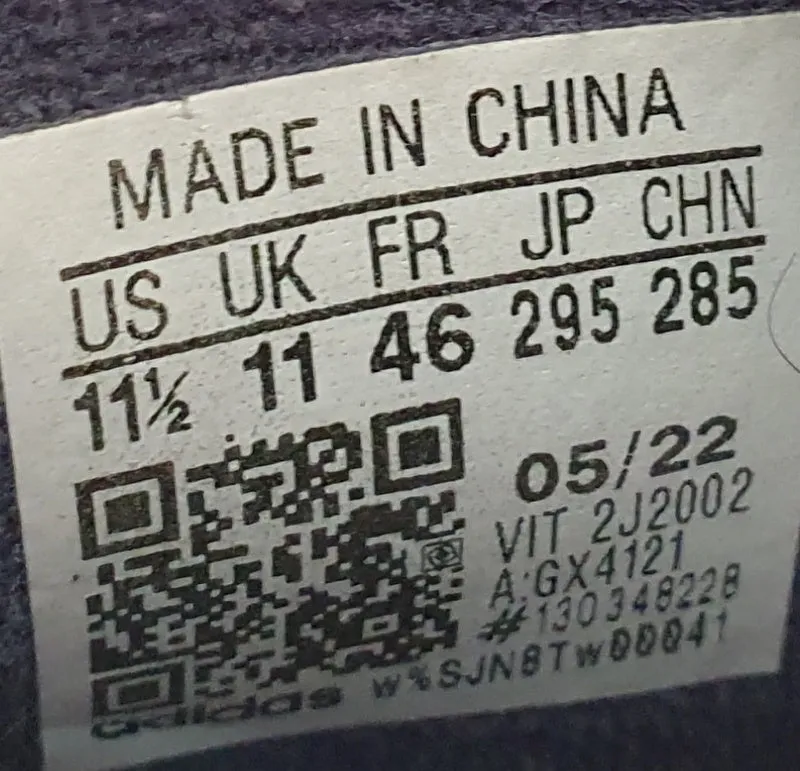 MADE IN CHINA
US UK FR JP CHN
11½ 11 46 295 285
05/22
VIT 2J2002
A:GX4121
#130348228
adidas W%SJN8TW00041